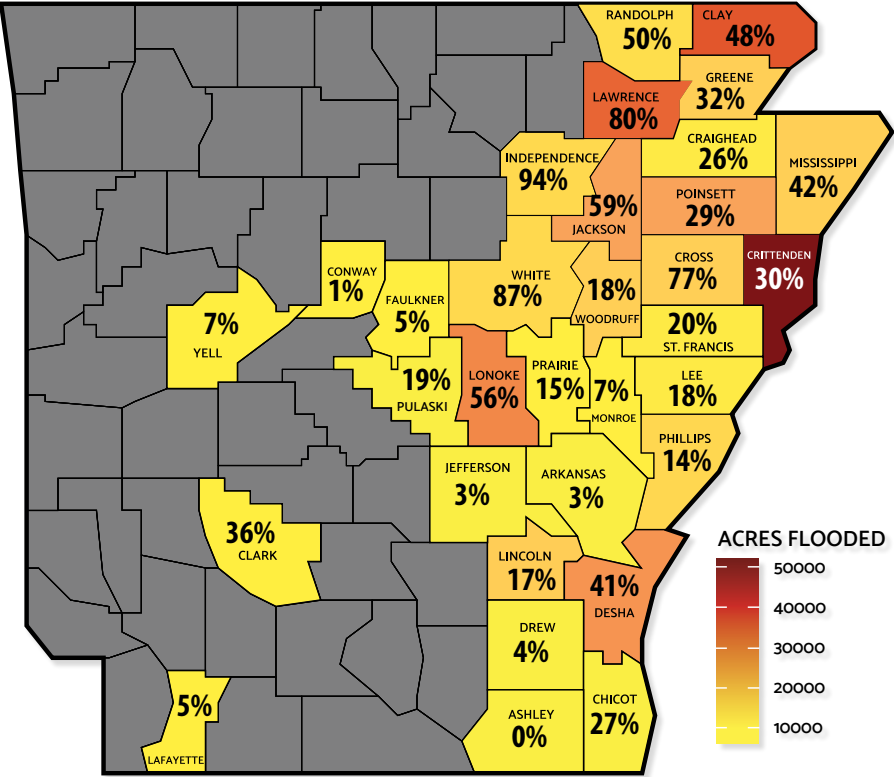 RANDOLPH
50%
CLAY
48%
GREENE
32%
LAWRENCE
80%
CRAIGHEAD
26%
MISSISSIPPI
42%
INDEPENDENCE
94%
59%
JACKSON
POINSETT
29%
CROSS
77%
CRITTENDEN
30%
CONWAY
1%
FAULKNER
5%
WHITE
87%
18%
WOODRUFF
20%
ST. FRANCIS
7%
YELL
19%
PULASKI
LONOKE
56%
PRAIRIE
15%
7%
MONROE
LEE
18%
PHILLIPS
14%
JEFFERSON
3%
ARKANSAS
3%
36%
CLARK
LINCOLN
17%
41%
DESHA
DREW
4%
5%
LAFAYETTE
ASHLEY
0%
CHICOT
27%
ACRES FLOODED
50000
40000
30000
20000
10000